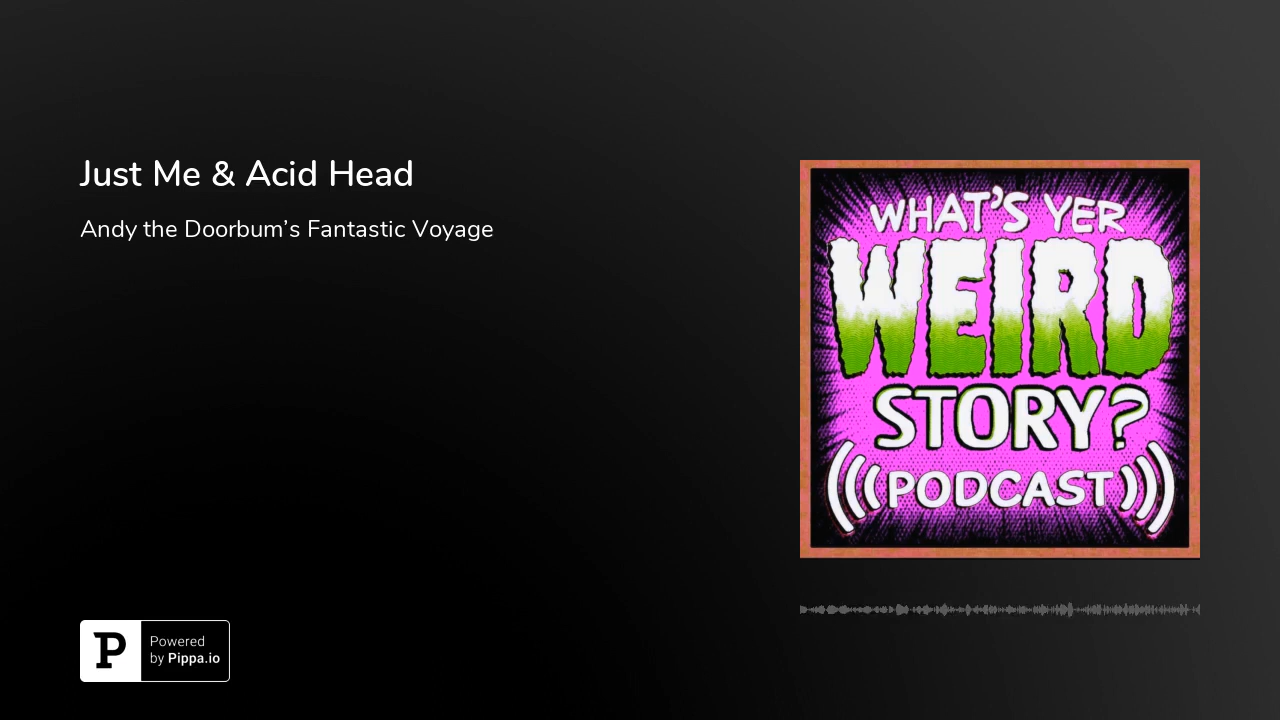 Just Me & Acid Head
Andy the Doorbum’s Fantastic Voyage
WHAT'S YER
WEIRD
STORY?
PODCAST
P
Powered
by Pippa.io